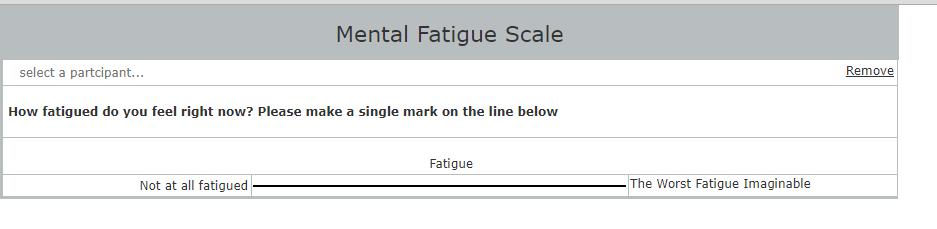 Mental Fatigue Scale
select a partcipant...
Remove
How fatigued do you feel right now? Please make a single mark on the line below
Fatigue
Not at all fatigued
The Worst Fatigue Imaginable